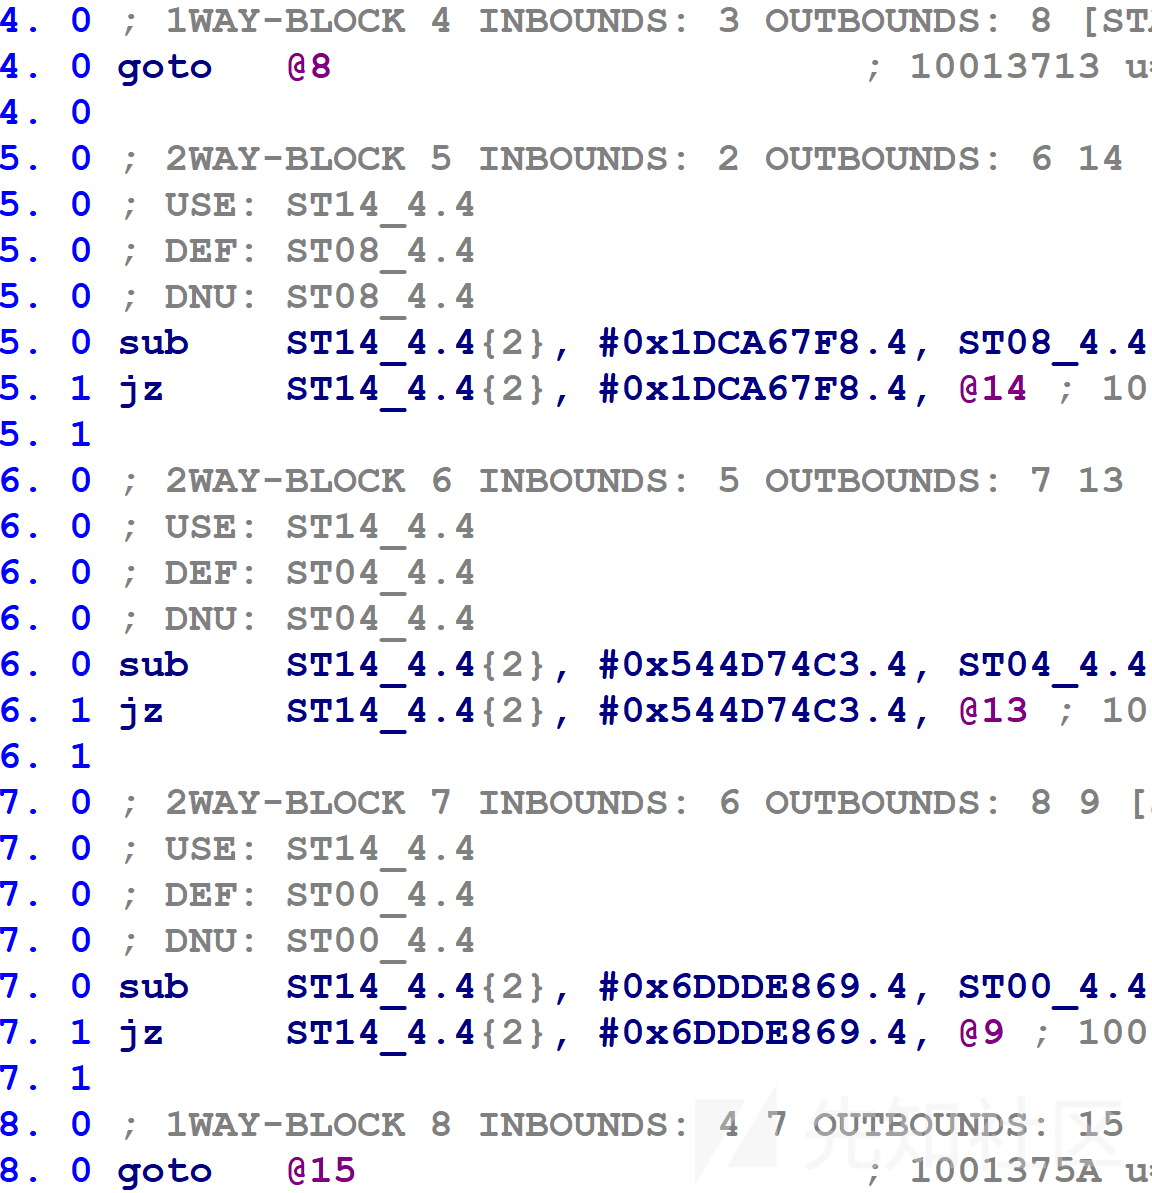 4. 0 ; 1WAY-BLOCK 4 INBOUNDS: 3 OUTBOUNDS: 8 [STA
4. 0 goto @8 ; 10013713 u=
4. 0
5. 0 ; 2WAY-BLOCK 5 INBOUNDS: 2 OUTBOUNDS: 6 14
5. 0 ; USE: ST14_4.4
5. 0 ; DEF: ST08_4.4
5. 0 ; DNU: ST08_4.4
5. 0 sub ST14_4.4{2}, #0x1DCA67F8.4, ST08_4.4
5. 1 jz ST14_4.4{2}, #0x1DCA67F8.4, @14 ; 10
5. 1
6. 0 ; 2WAY-BLOCK 6 INBOUNDS: 5 OUTBOUNDS: 7 13
6. 0 ; USE: ST14_4.4
6. 0 ; DEF: ST04_4.4
6. 0 ; DNU: ST04_4.4
6. 0 sub ST14_4.4{2}, #0x544D74C3.4, ST04_4.4
6. 1 jz ST14_4.4{2}, #0x544D74C3.4, @13 ; 10
6. 1
7. 0 ; 2WAY-BLOCK 7 INBOUNDS: 6 OUTBOUNDS: 8 9 [
7. 0 ; USE: ST14_4.4
7. 0 ; DEF: ST00_4.4
7. 0 ; DNU: ST00_4.4
7. 0 sub ST14_4.4{2}, #0x6DDDE869.4, ST00_4.4
7. 1 jz ST14_4.4{2}, #0x6DDDE869.4, @9 ; 100
7. 1
8. 0 ; 1WAY-BLOCK 8 INBOUNDS: 4 7 OUTBOUNDS: 15
8. 0 goto @15 ; 1001375A u=
先知社区